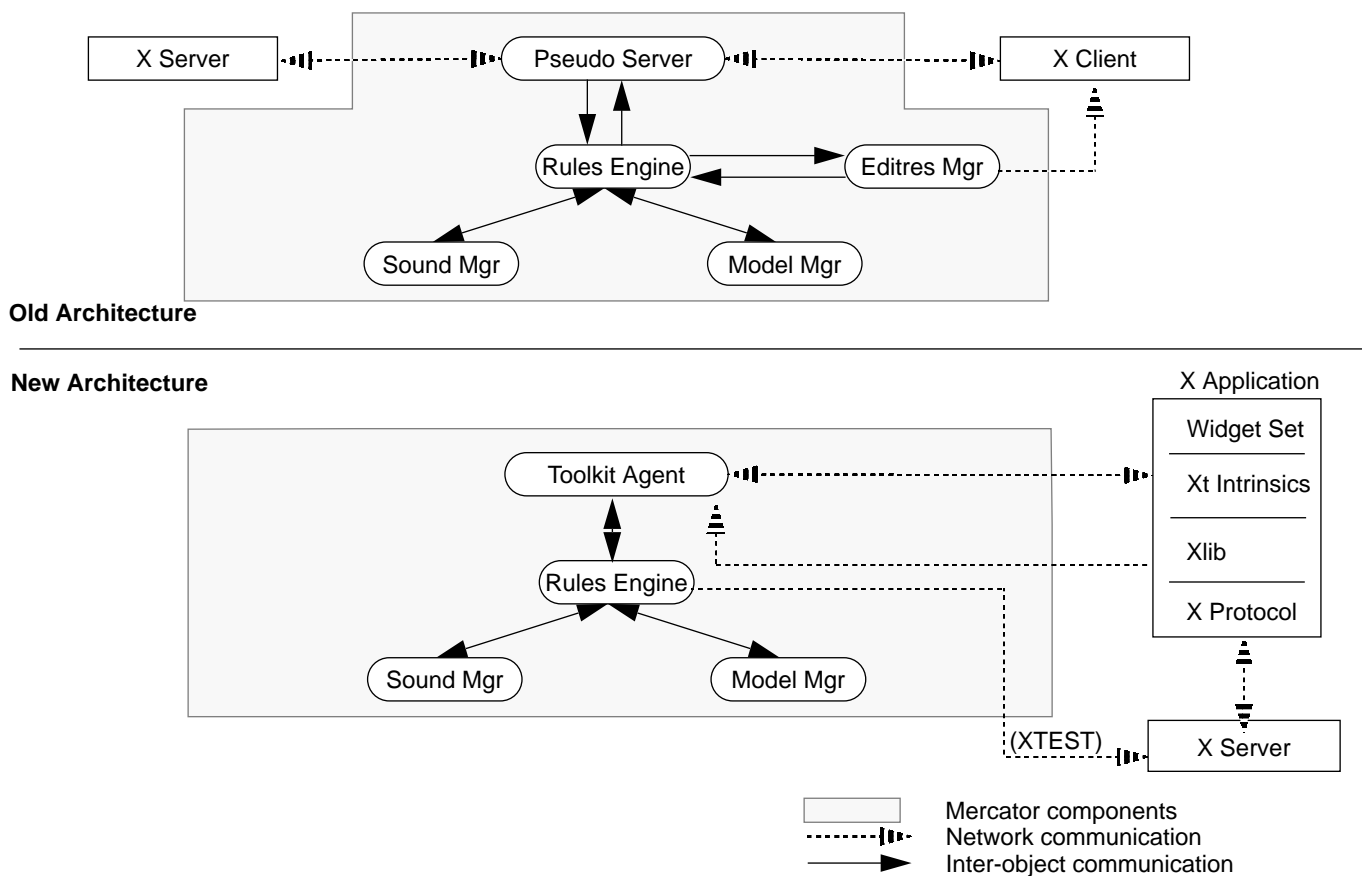 X Server
Pseudo Server
X Client
Rules Engine
Editres Mgr
Sound Mgr
Model Mgr
Old Architecture
New Architecture
X Application
Widget Set
Toolkit Agent
Xt Intrinsics
Xlib
Rules Engine
X Protocol
Sound Mgr
Model Mgr
(XTEST)
X Server
Mercator components
Network communication
Inter-object communication